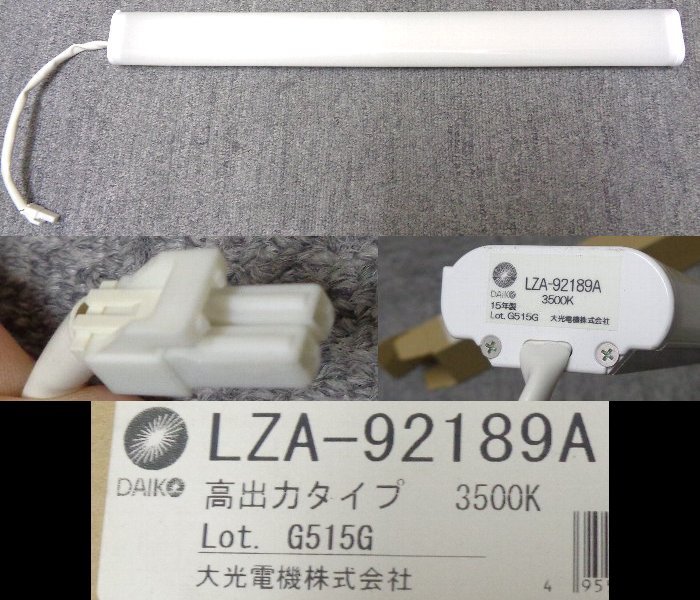 DAIKO
LZA-92189A
3500K
15年製
Lot. G515G 大光電機株式会社
LZA-92189A
DAIKO
高出力タイプ 3500K
Lot. G515G
大光電機株式会社
4 95